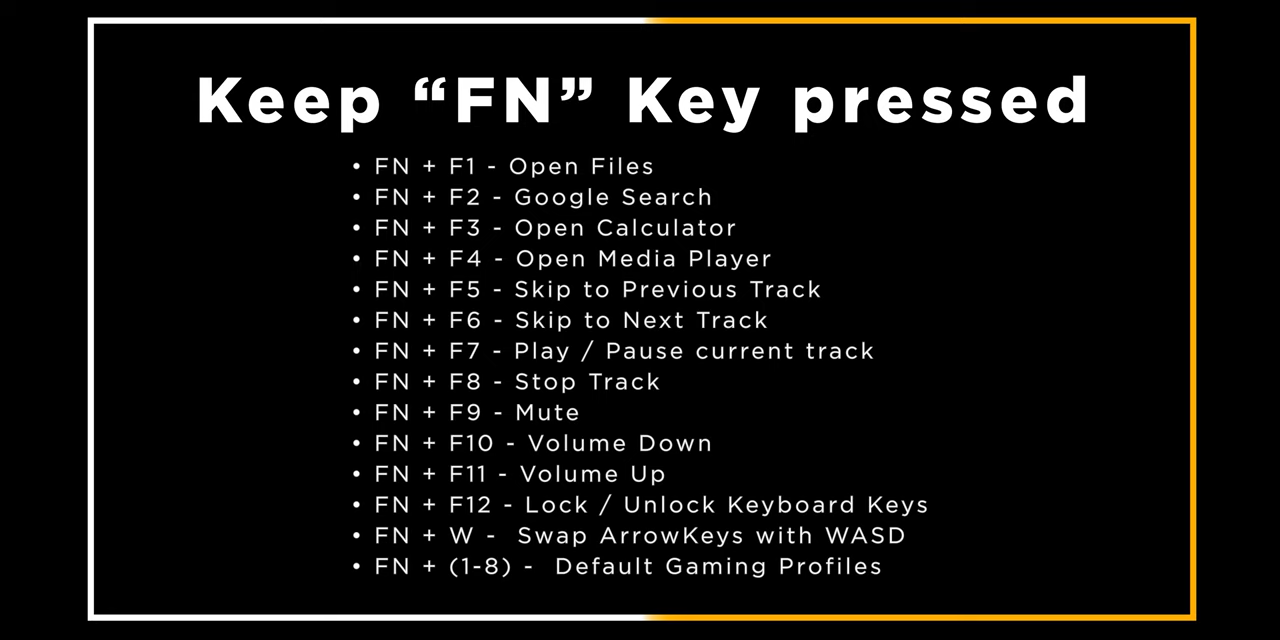 Keep “FN” Key pressed
• FN + F1 - Open Files
• FN + F2 - Google Search
• FN + F3 - Open Calculator
• FN + F4 - Open Media Player
• FN + F5 - Skip to Previous Track
• FN + F6 - Skip to Next Track
• FN + F7 - Play / Pause current track
• FN + F8 - Stop Track
• FN + F9 - Mute
• FN + F10 - Volume Down
• FN + F11 - Volume Up
• FN + F12 - Lock / Unlock Keyboard Keys
• FN + W -  Swap ArrowKeys with WASD
• FN + (1-8) -  Default Gaming Profiles